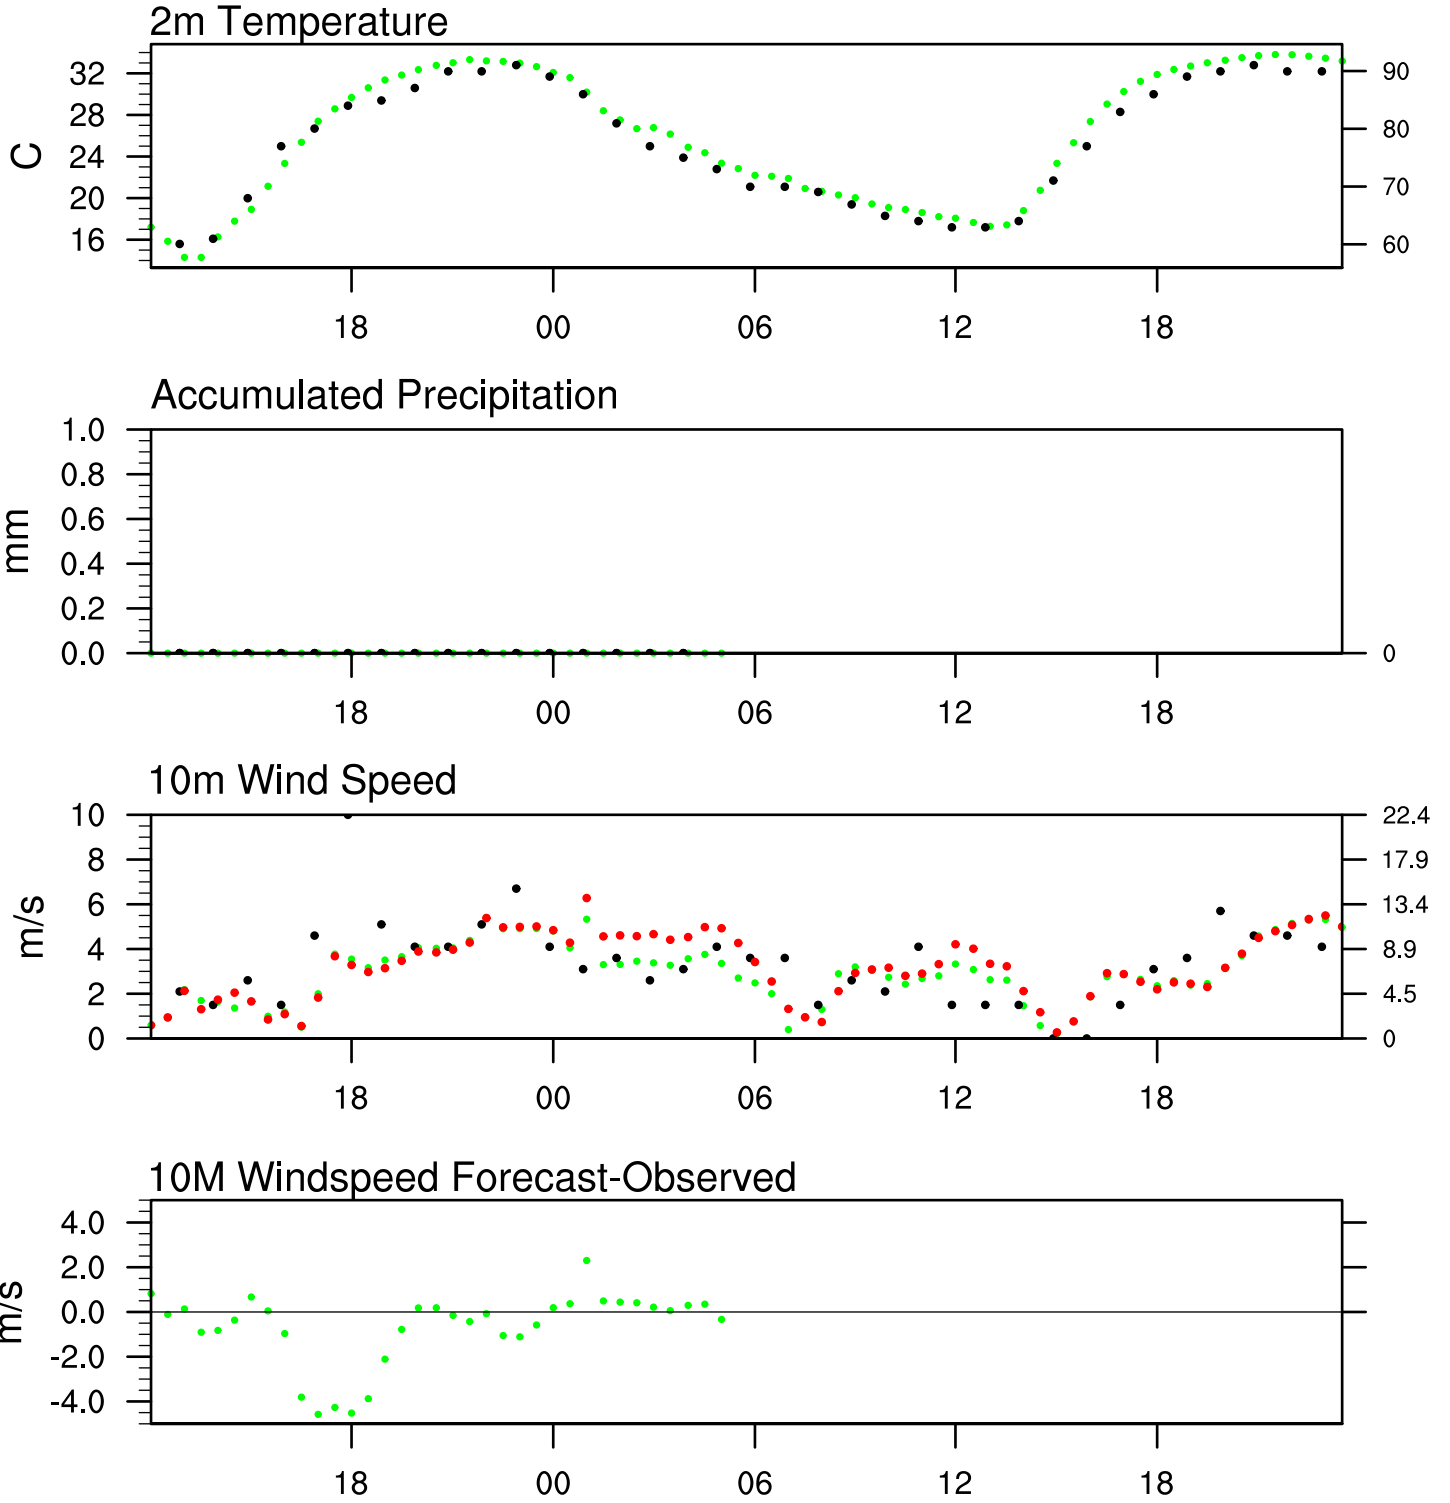 2m Temperature
32 90
28
80
24
C
20 70
16 60
18 00 06 12 18
Accumulated Precipitation
1.0
0.8
0.6
mm
0.4
0.2
0.0 0
18 00 06 12 18
10m Wind Speed
10 22.4
8 17.9
6 13.4
m/s
4 8.9
2 4.5
0 0
18 00 06 12 18
10M Windspeed Forecast-Observed
4.0
2.0
m/s
0.0
-2.0
-4.0
18 00 06 12 18